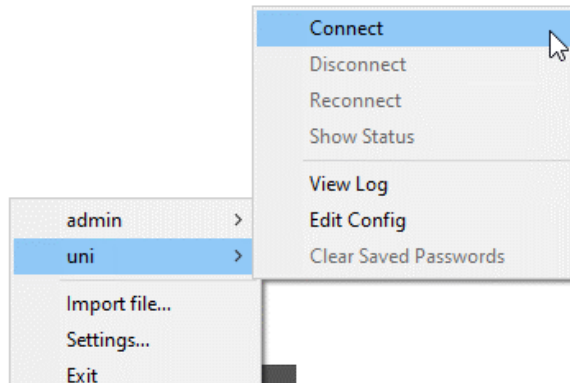 Connect
Disconnect
Reconnect
Show Status
View Log
Edit Config
Clear Saved Passwords
admin
uni
Import file...
Settings...
Exit